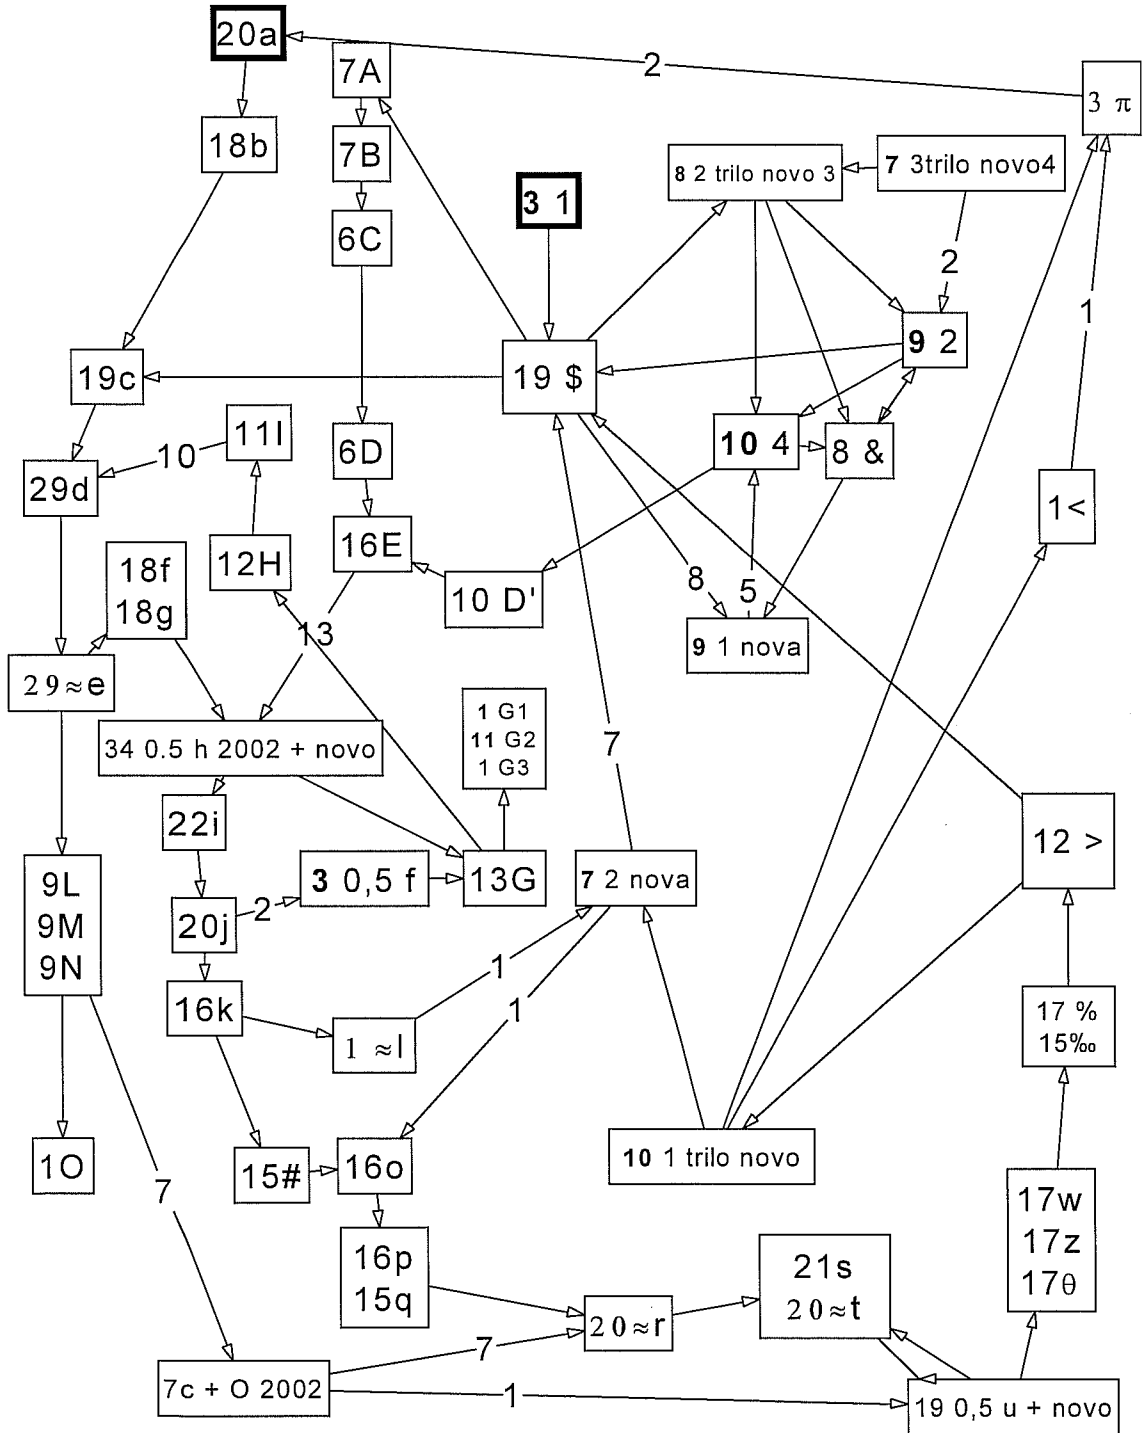 20a
7A
2
3 π
18b
7B
8 2 trilo novo 3
7 3trilo novo4
3 1
6C
2
1
9 2
19c
19 $
11I
10
6D
10 4
8 &
29d
1<
16E
12H
18f
18g
10 D'
8
5
13
9 1 nova
29≈e
1 G1
11 G2
1 G3
34 0.5 h 2002 + novo
7
22i
12 >
9L
9M
9N
3 0,5 f
13G
7 2 nova
20j
2
1
16k
1
17 %
15‰
1 ≈l
1O
15#
16o
10 1 trilo novo
7
17w
17z
17θ
16p
15q
21s
20≈t
20≈r
7
7c + O 2002
1
19 0,5 u + novo